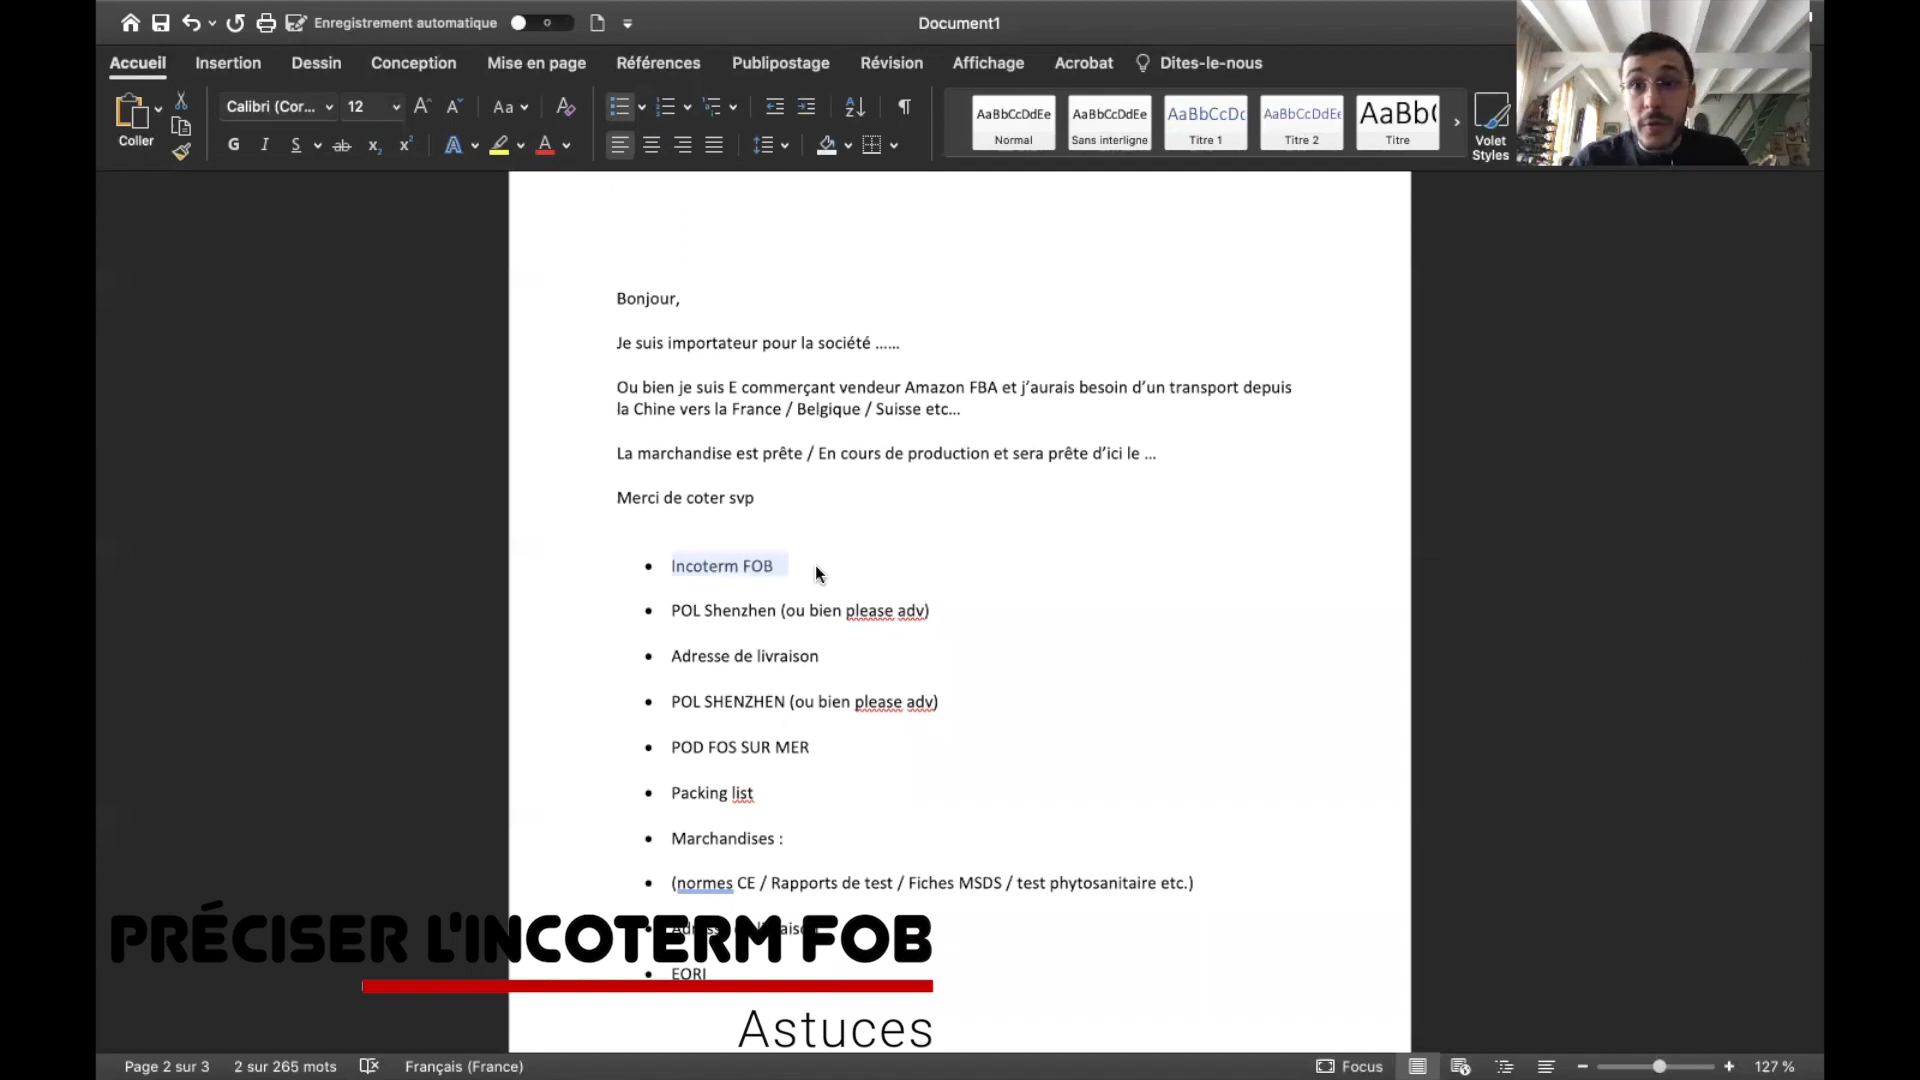 Enregistrement automatique
Document1
Accueil Insertion Dessin Conception Mise en page Références Publipostage Révision Affichage Acrobat Dites-le-nous
Coller
Calibri (Cor... 12
Aa
G I S ab x₂ x²
AaBbCcDdEe
Normal
AaBbCcDdEe
Sans interligne
AaBbCcDc
Titre 1
AaBbCcDdEe
Titre 2
AaBb(
Titre
Volet
Styles
Bonjour,
Je suis importateur pour la société ......
Ou bien je suis E commerçant vendeur Amazon FBA et j’aurais besoin d’un transport depuis
la Chine vers la France / Belgique / Suisse etc…
La marchandise est prête / En cours de production et sera prête d’ici le …
Merci de coter svp
• Incoterm FOB
• POL Shenzhen (ou bien please adv)
• Adresse de livraison
• POL SHENZHEN (ou bien please adv)
• POD FOS SUR MER
• Packing list
• Marchandises :
• (normes CE / Rapports de test / Fiches MSDS / test phytosanitaire etc.)
• EORI
PRÉCISER L'INCOTERM FOB
Astuces
Page 2 sur 3 2 sur 265 mots Français (France) Focus 127 %